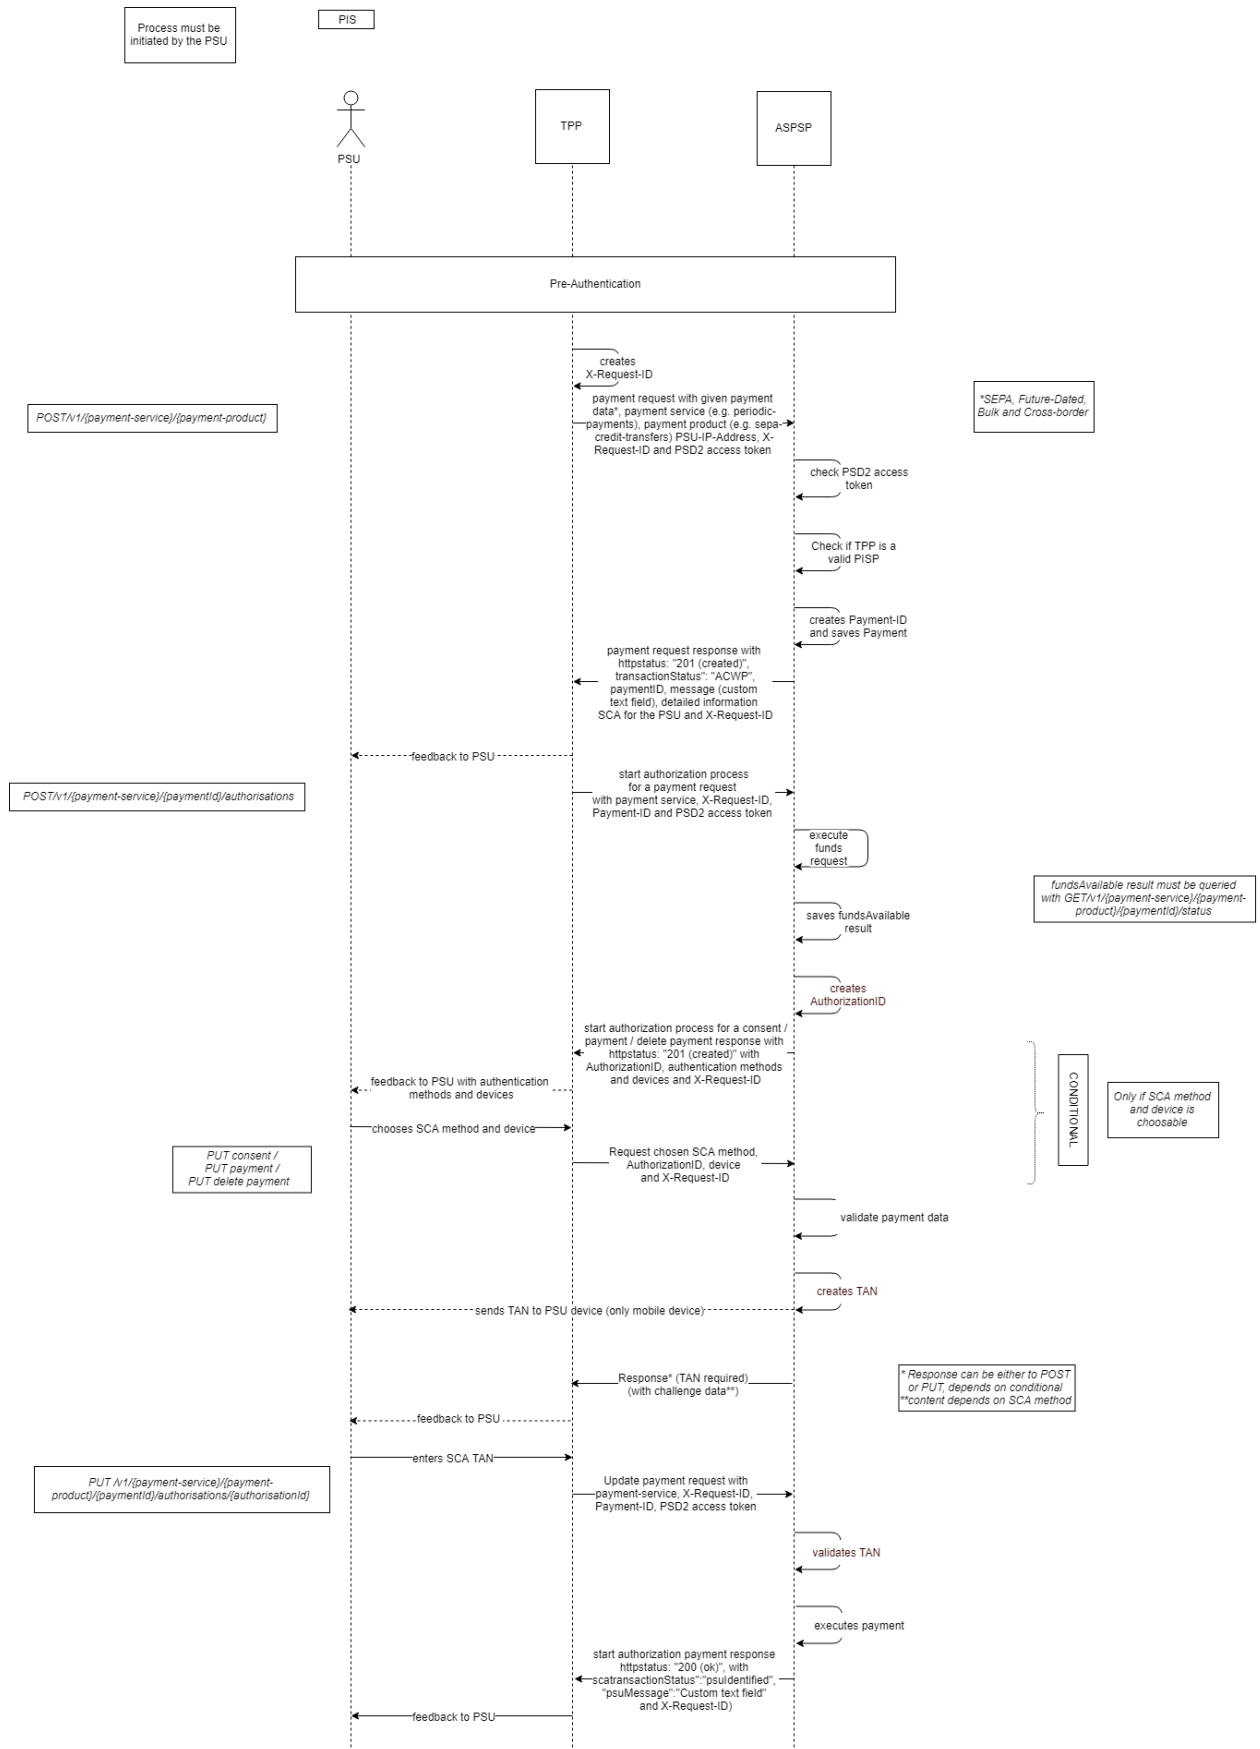 Process must be
initiated by the PSU
PIS
PSU
TPP
ASPSP
Pre-Authentication
creates
X-Request-ID
POST/v1/{payment-service}/{payment-product}
payment request with given payment
data*, payment service (e.g. periodic-
payments), payment product (e.g. sepa-
credit-transfers) PSU-IP-Address, X-
Request-ID and PSD2 access token
*SEPA, Future-Dated,
Bulk and Cross-border
check PSD2 access
token
Check if TPP is a
valid PISP
creates Payment-ID
and saves Payment
payment request response with
httpstatus: "201 (created)",
transactionStatus": "ACWP",
paymentID, message (custom
text field), detailed information
SCA for the PSU and X-Request-ID
feedback to PSU
POST/v1/{payment-service}/{paymentId}/authorisations
start authorization process
for a payment request
with payment service, X-Request-ID,
Payment-ID and PSD2 access token
execute
funds
request
fundsAvailable result must be queried
with GET/v1/{payment-service}/{payment-
product}/{paymentId}/status
saves fundsAvailable
result
creates
AuthorizationID
start authorization process for a consent /
payment / delete payment response with
httpstatus: "201 (created)" with
AuthorizationID, authentication methods
and devices and X-Request-ID
feedback to PSU with authentication
methods and devices
chooses SCA method and device
CONDITIONAL
Only if SCA method
and device is
choosable
PUT consent /
PUT payment /
PUT delete payment
Request chosen SCA method,
AuthorizationID, device
and X-Request-ID
validate payment data
creates TAN
sends TAN to PSU device (only mobile device)
Response* (TAN required)
(with challenge data**)
* Response can be either to POST
or PUT, depends on conditional
**content depends on SCA method
feedback to PSU
enters SCA TAN
PUT /v1/{payment-service}/{payment-
product}/{paymentId}/authorisations/{authorisationId}
Update payment request with
payment-service, X-Request-ID,
Payment-ID, PSD2 access token
validates TAN
executes payment
start authorization payment response
httpstatus: "200 (ok)", with
scatransactionStatus":"psuIdentified",
"psuMessage":"Custom text field"
and X-Request-ID)
feedback to PSU